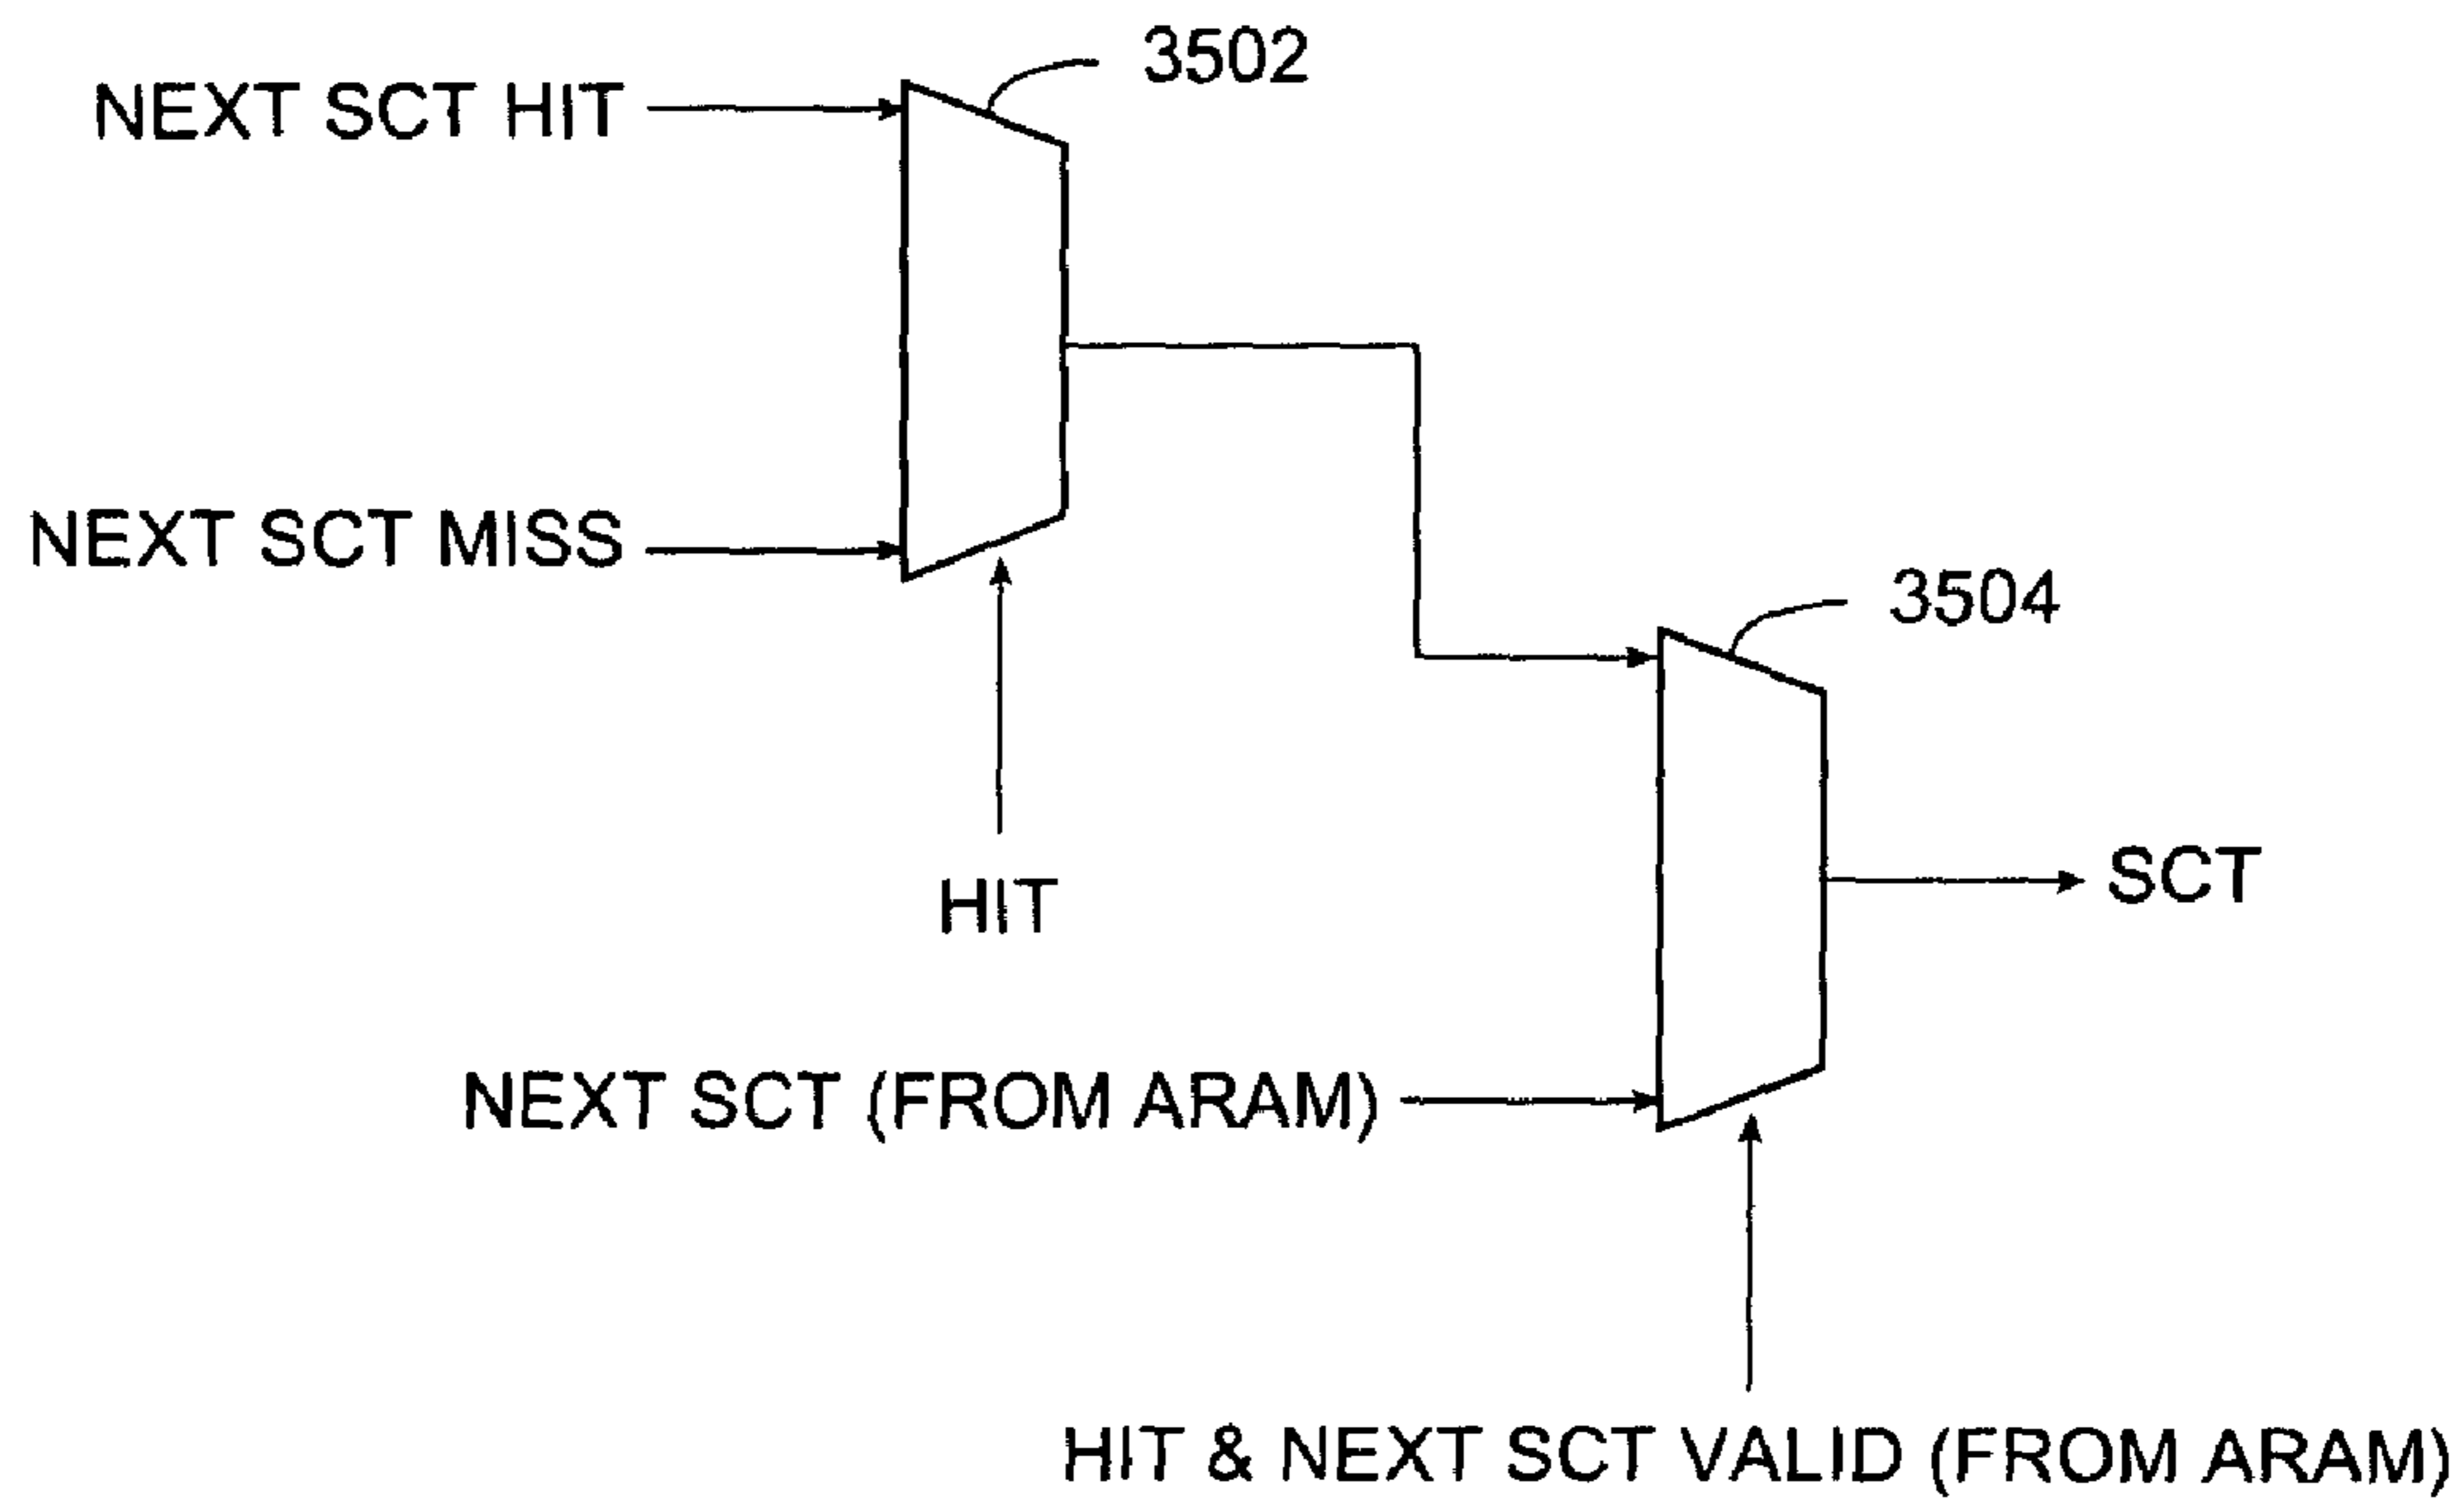 3502
NEXT SCT HIT
NEXT SCT MISS
3504
SCT
HIT
NEXT SCT (FROM ARAM)
HIT & NEXT SCT VALID (FROM ARAM)